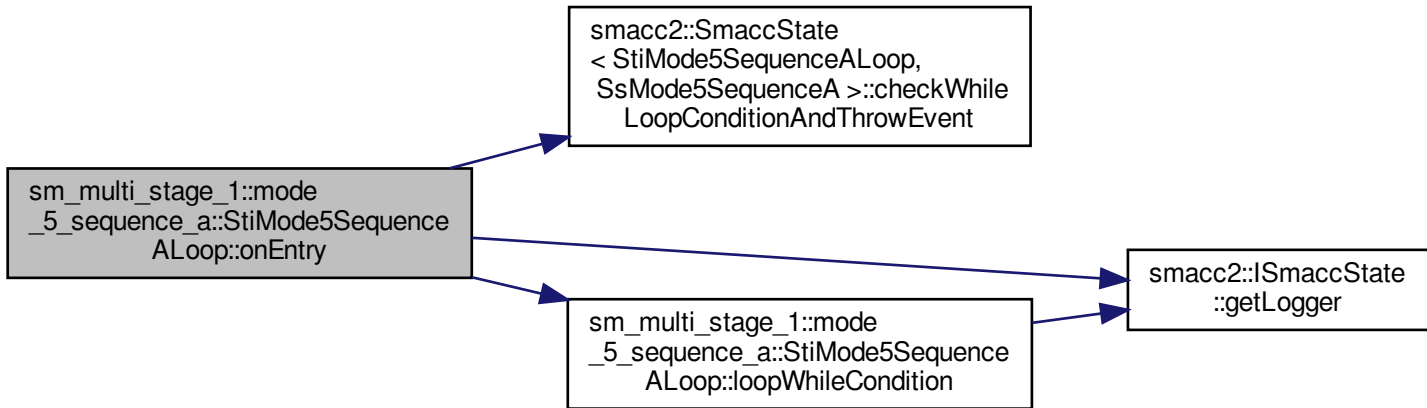 smacc2::SmaccState
< StiMode5SequenceALoop,
SsMode5SequenceA >::checkWhile
LoopConditionAndThrowEvent
sm_multi_stage_1::mode
_5_sequence_a::StiMode5Sequence
ALoop::onEntry
smacc2::ISmaccState
::getLogger
sm_multi_stage_1::mode
_5_sequence_a::StiMode5Sequence
ALoop::loopWhileCondition